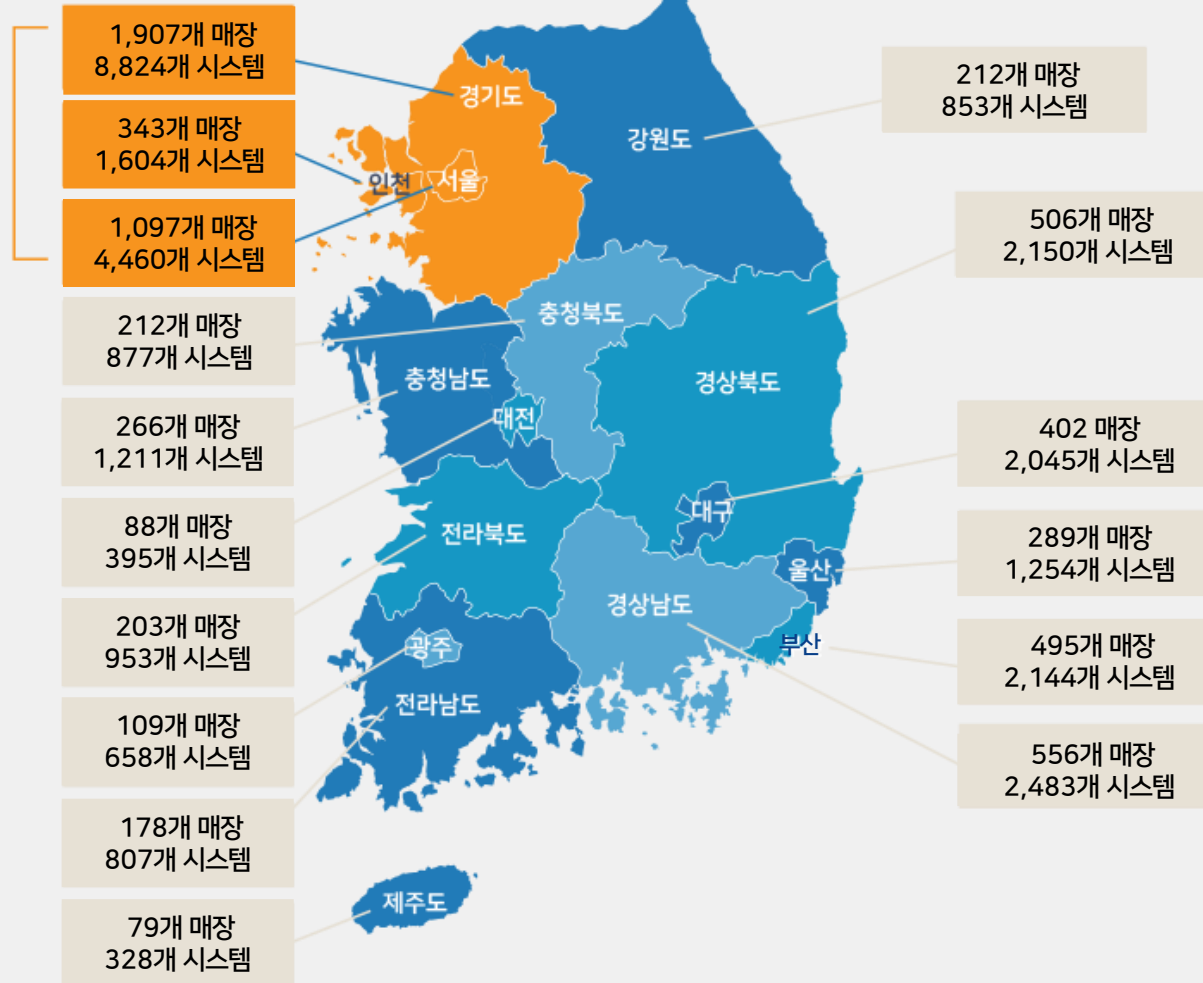 1,907개 매장
8,824개 시스템
343개 매장
1,604개 시스템
1,097개 매장
4,460개 시스템
212개 매장
877개 시스템
266개 매장
1,211개 시스템
88개 매장
395개 시스템
203개 매장
953개 시스템
109개 매장
658개 시스템
178개 매장
807개 시스템
79개 매장
328개 시스템
경기도
강원도
인천
서울
충청북도
충청남도
경상북도
대전
대구
전라북도
울산
경상남도
부산
광주
전라남도
제주도
212개 매장
853개 시스템
506개 매장
2,150개 시스템
402 매장
2,045개 시스템
289개 매장
1,254개 시스템
495개 매장
2,144개 시스템
556개 매장
2,483개 시스템